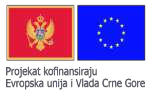 Projekat kofinansiraju
Evropska unija i Vlada Crne Gore